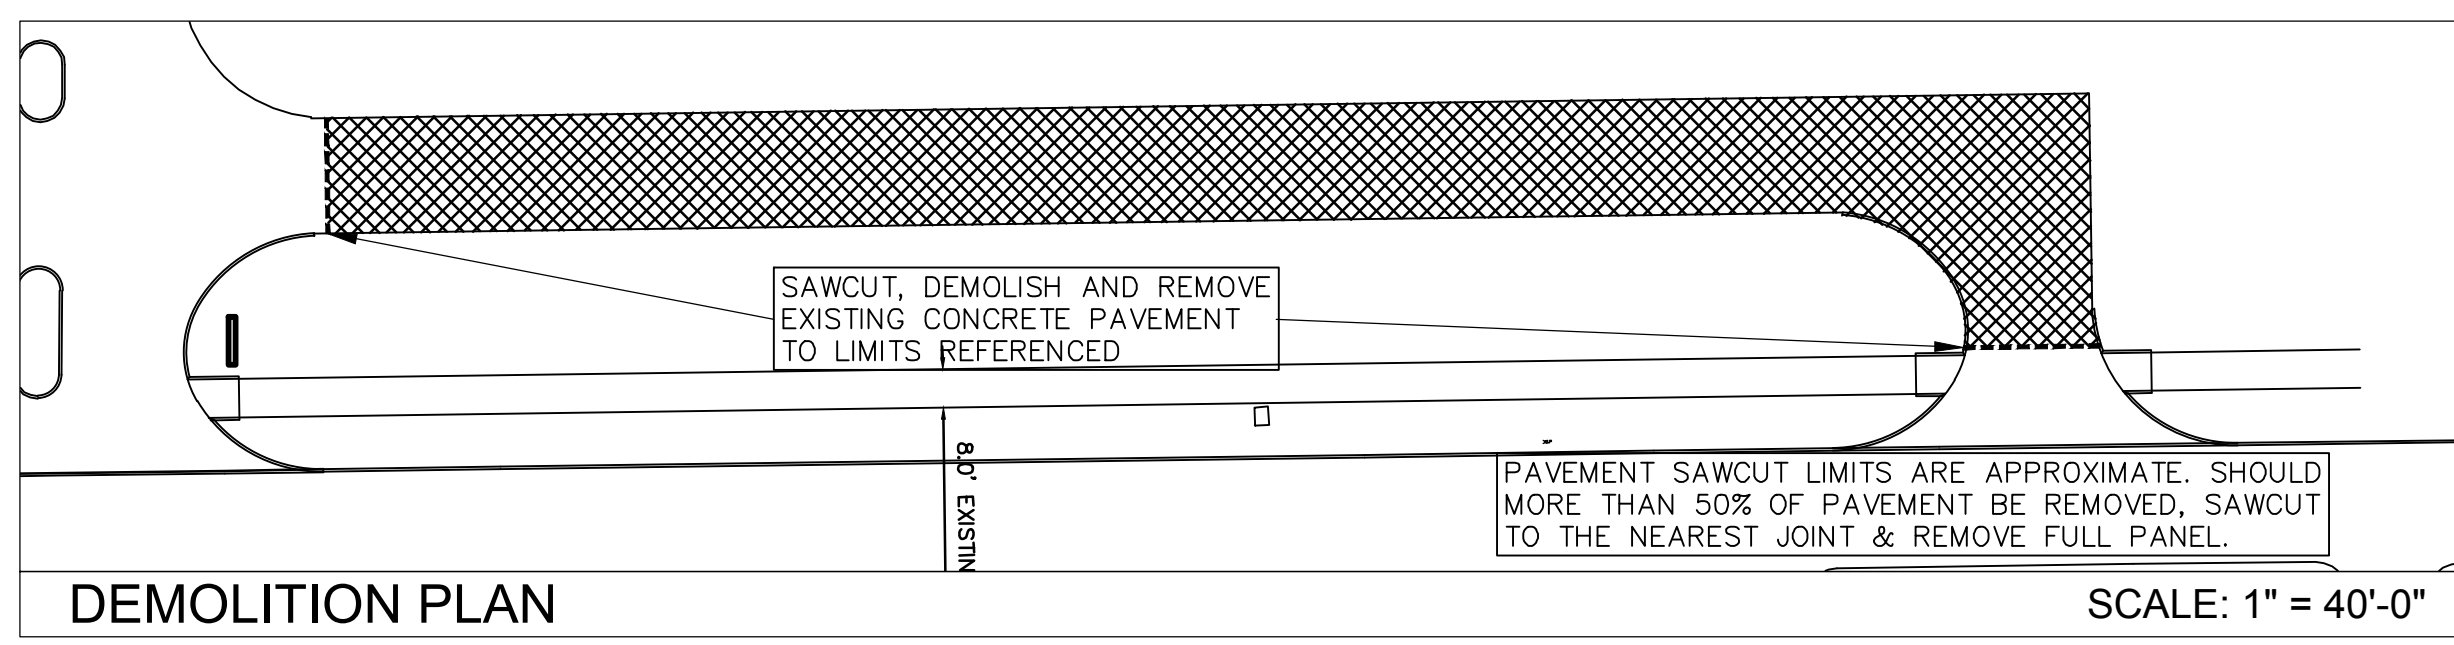 SAWCUT, DEMOLISH AND REMOVE
EXISTING CONCRETE PAVEMENT
TO LIMITS REFERENCED
8.0' EXISTIN
PAVEMENT SAWCUT LIMITS ARE APPROXIMATE. SHOULD
MORE THAN 50% OF PAVEMENT BE REMOVED, SAWCUT
TO THE NEAREST JOINT & REMOVE FULL PANEL.
DEMOLITION PLAN
SCALE: 1" = 40'-0"